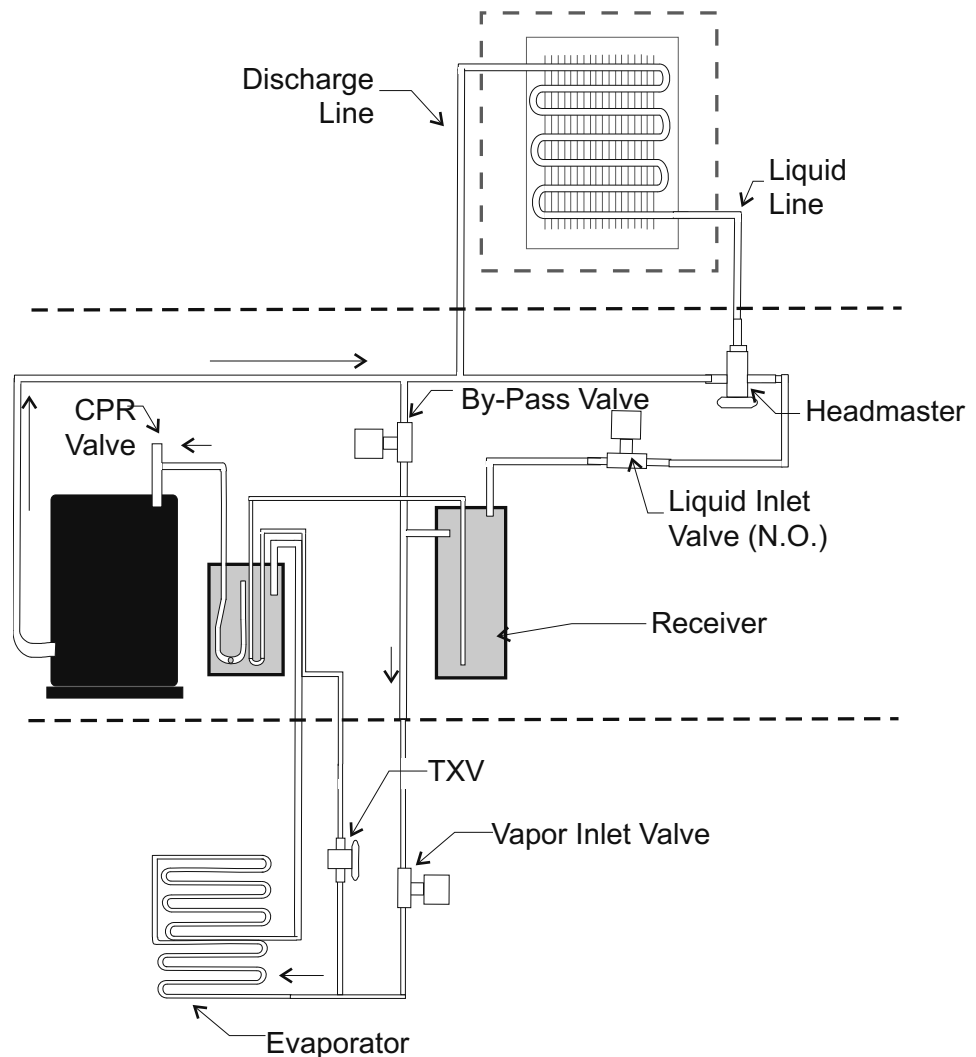 Discharge
Line
Liquid
Line
CPR
Valve
By-Pass Valve
Headmaster
Liquid Inlet
Valve (N.O.)
Receiver
TXV
Vapor Inlet Valve
Evaporator